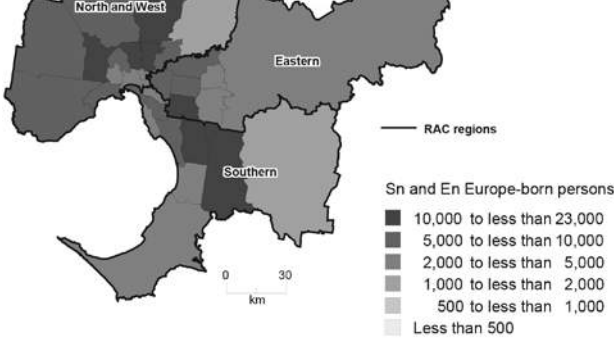 North and West
Eastern
RAC regions
Southern
Sn and En Europe-born persons
10,000 to less than 23,000
5,000 to less than 10,000
2,000 to less than 5,000
1,000 to less than 2,000
500 to less than 1,000
Less than 500
0 30
km